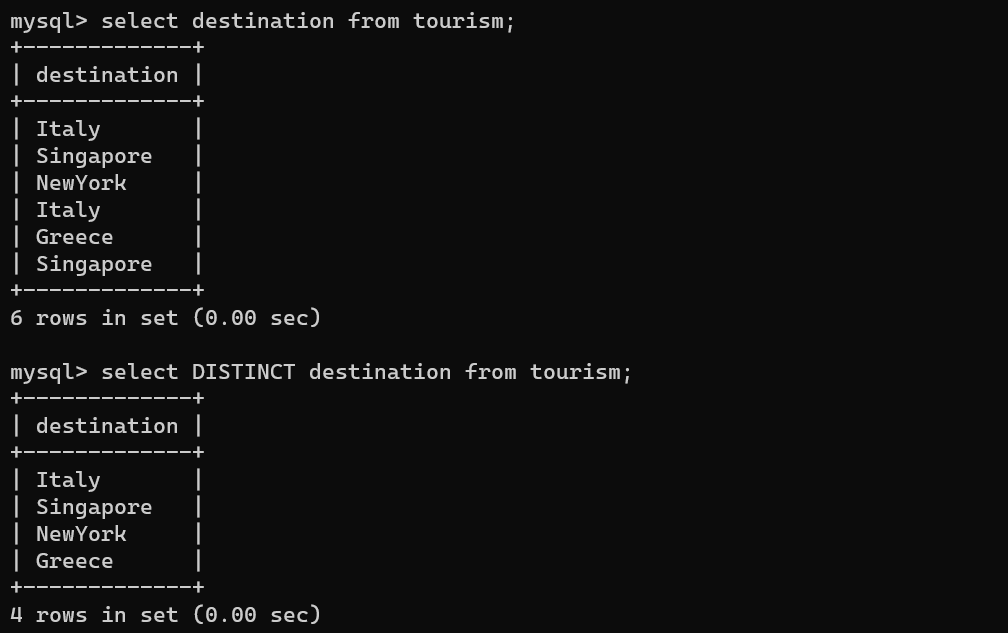 mysql> select destination from tourism;
+-------------+
| destination |
+-------------+
| Italy       |
| Singapore   |
| NewYork     |
| Italy       |
| Greece      |
| Singapore   |
+-------------+
6 rows in set (0.00 sec)

mysql> select DISTINCT destination from tourism;
+-------------+
| destination |
+-------------+
| Italy       |
| Singapore   |
| NewYork     |
| Greece      |
+-------------+
4 rows in set (0.00 sec)